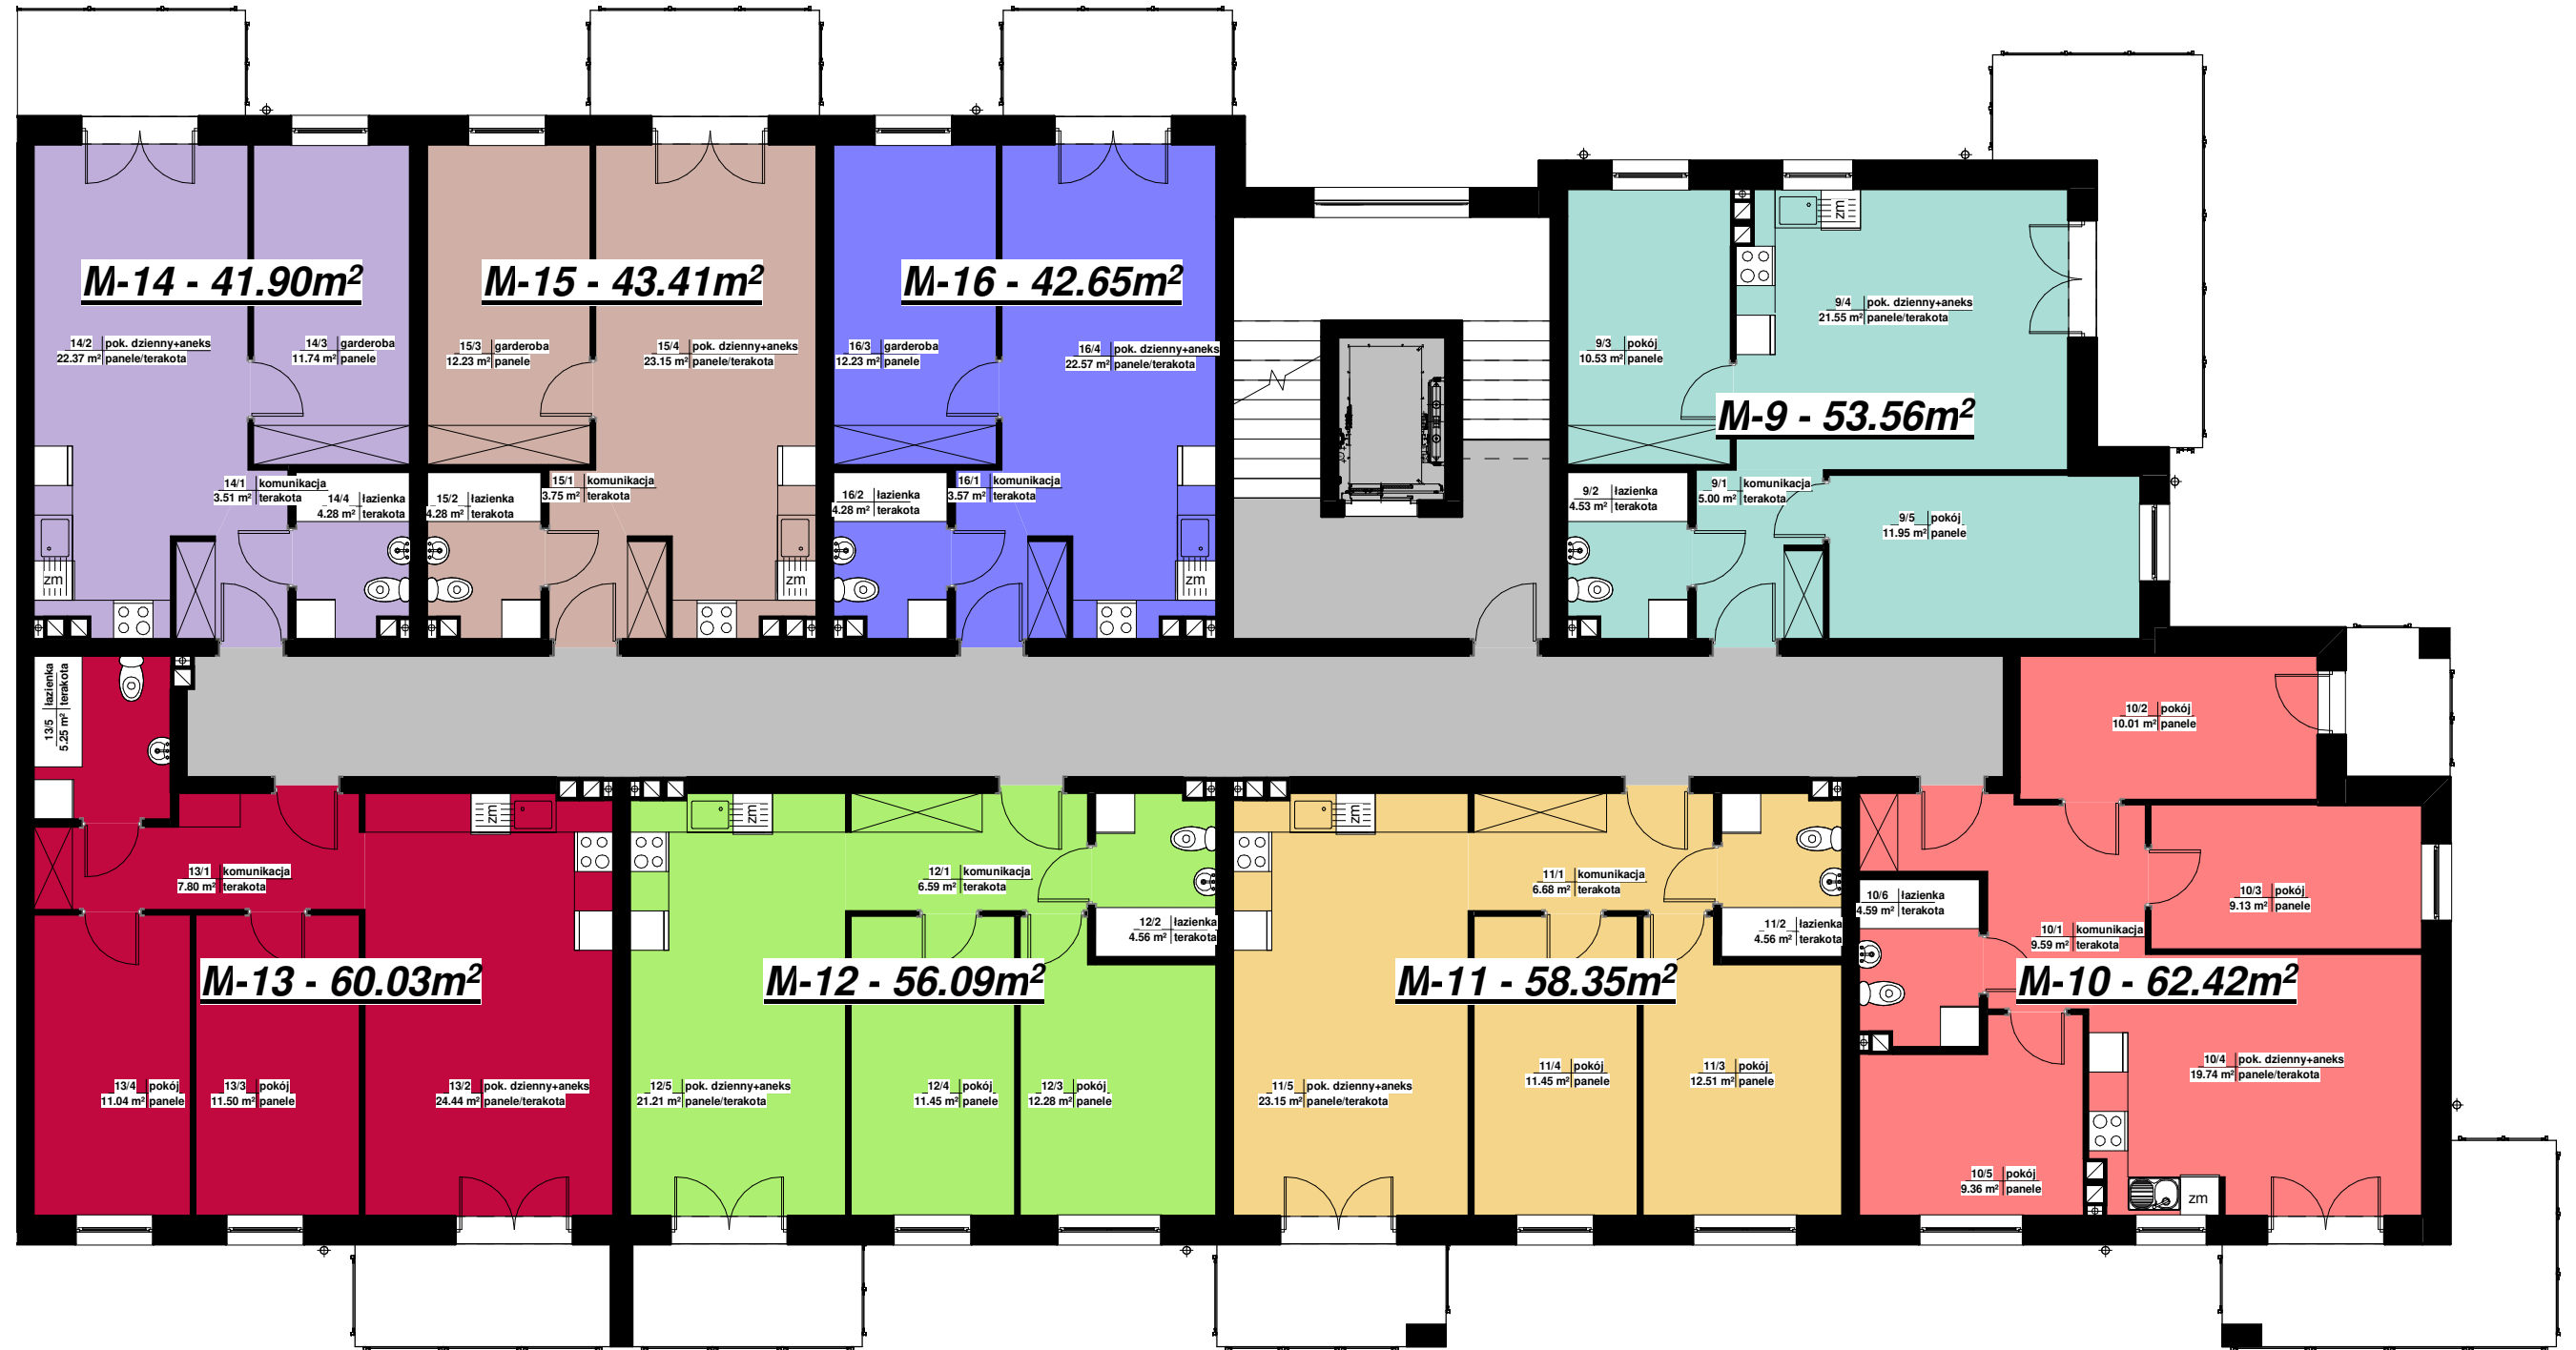 M-14 - 41.90m²
14/2 pok. dzienny+aneks
22.37 m² panele/terakota
14/3 garderoba
11.74 m² panele
14/1 komunikacja
3.51 m² terakota
14/4 łazienka
4.28 m² terakota
zm
M-15 - 43.41m²
15/3 garderoba
12.23 m² panele
15/4 pok. dzienny+aneks
23.15 m² panele/terakota
15/2 łazienka
4.28 m² terakota
15/1 komunikacja
3.75 m² terakota
zm
M-16 - 42.65m²
16/3 garderoba
12.23 m² panele
16/4 pok. dzienny+aneks
22.57 m² panele/terakota
16/2 łazienka
4.28 m² terakota
16/1 komunikacja
3.57 m² terakota
zm
zm
9/4 pok. dzienny+aneks
21.55 m² panele/terakota
9/3 pokój
10.53 m² panele
M-9 - 53.56m²
9/2 łazienka
4.53 m² terakota
9/1 komunikacja
5.00 m² terakota
9/5 pokój
11.95 m² panele
13/5 łazienka
5.25 m² terakota
zm
13/1 komunikacja
7.80 m² terakota
M-13 - 60.03m²
13/4 pokój
11.04 m² panele
13/3 pokój
11.50 m² panele
13/2 pok. dzienny+aneks
24.44 m² panele/terakota
zm
12/1 komunikacja
6.59 m² terakota
12/2 łazienka
4.56 m² terakota
M-12 - 56.09m²
12/5 pok. dzienny+aneks
21.21 m² panele/terakota
12/4 pokój
11.45 m² panele
12/3 pokój
12.28 m² panele
zm
11/1 komunikacja
6.68 m² terakota
11/2 łazienka
4.56 m² terakota
M-11 - 58.35m²
11/5 pok. dzienny+aneks
23.15 m² panele/terakota
11/4 pokój
11.45 m² panele
11/3 pokój
12.51 m² panele
10/2 pokój
10.01 m² panele
10/6 łazienka
4.59 m² terakota
10/3 pokój
9.13 m² panele
10/1 komunikacja
9.59 m² terakota
M-10 - 62.42m²
10/4 pok. dzienny+aneks
19.74 m² panele/terakota
10/5 pokój
9.36 m² panele
zm